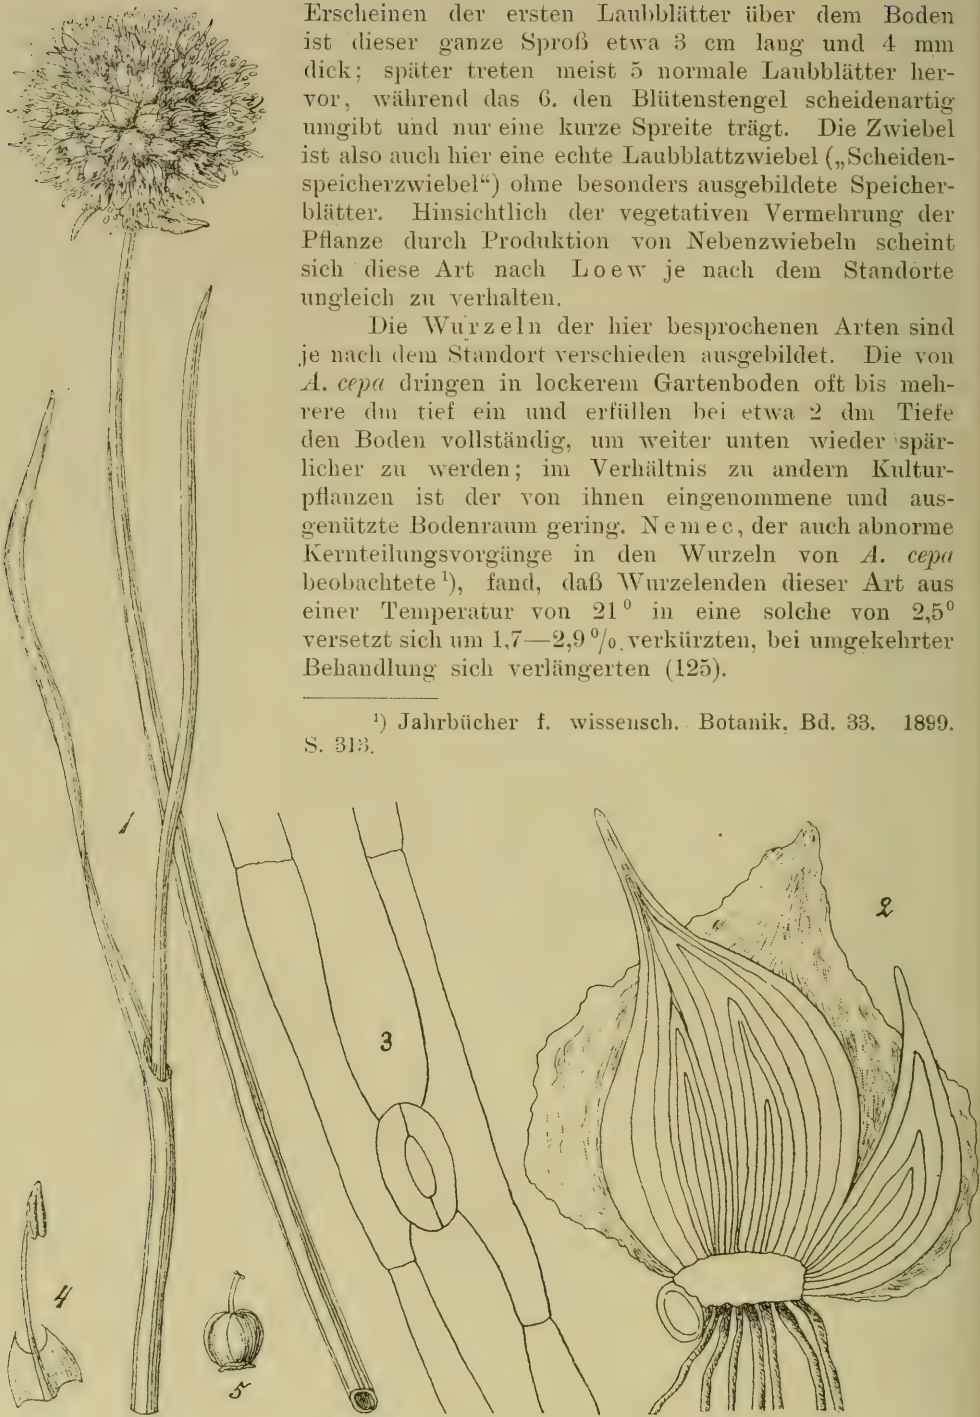 Erscheinen der ersten Laubblätter über dem Boden
ist dieser ganze Sproß etwa 3 cm lang und 4 mm
dick; später treten meist 5 normale Laubblätter her-
vor, während das 6. den Blütenstengel scheidenartig
umgibt und nur eine kurze Spreite trägt. Die Zwiebel
ist also auch hier eine echte Laubblattzwiebel („Scheiden-
speicherzwiebel“) ohne besonders ausgebildete Speicher-
blätter. Hinsichtlich der vegetativen Vermehrung der
Pflanze durch Produktion von Nebenzwiebeln scheint
sich diese Art nach Loew je nach dem Standorte
ungleich zu verhalten.
Die Wurzeln der hier besprochenen Arten sind
je nach dem Standort verschieden ausgebildet. Die von
A. cepa dringen in lockerem Gartenboden oft bis meh-
rere dm tief ein und erfüllen bei etwa 2 dm Tiefe
den Boden vollständig, um weiter unten wieder spär-
licher zu werden; im Verhältnis zu andern Kultur-
pflanzen ist der von ihnen eingenommene und aus-
genützte Bodenraum gering. Nemec, der auch abnorme
Kernteilungsvorgänge in den Wurzeln von A. cepa
beobachtete ¹), fand, daß Wurzelenden dieser Art aus
einer Temperatur von 21° in eine solche von 2,5°
versetzt sich um 1,7—2,9 % verkürzten, bei umgekehrter
Behandlung sich verlängerten (125).
¹) Jahrbücher f. wissensch. Botanik. Bd. 33. 1899.
S. 313.
1
2
3
4
5